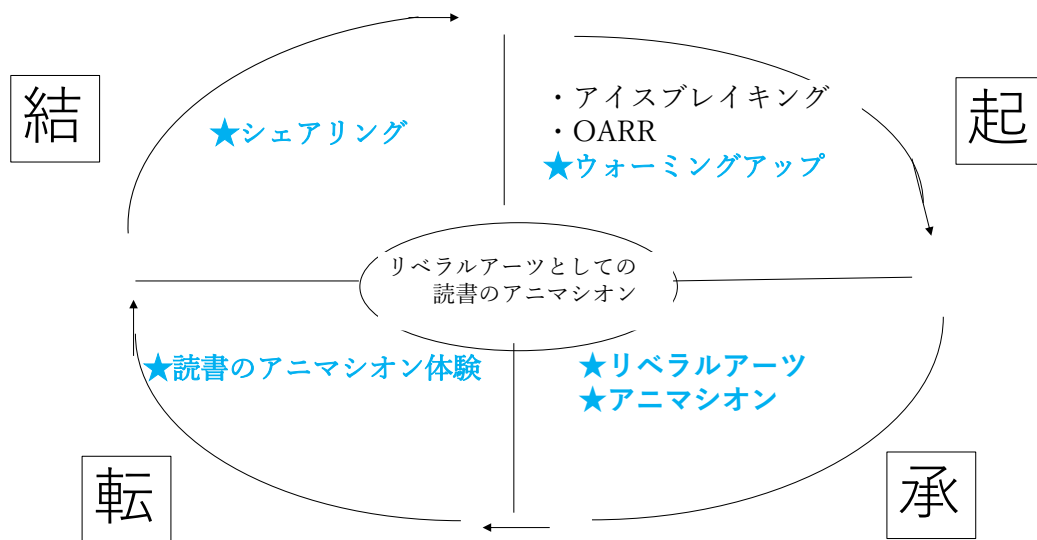 結
★シェアリング
・アイスブレイキング
・OARR
★ウォーミングアップ
起
リベラルアーツとしての
読書のアニマシオン
★読書のアニマシオン体験
★リベラルアーツ
★アニマシオン
転
承